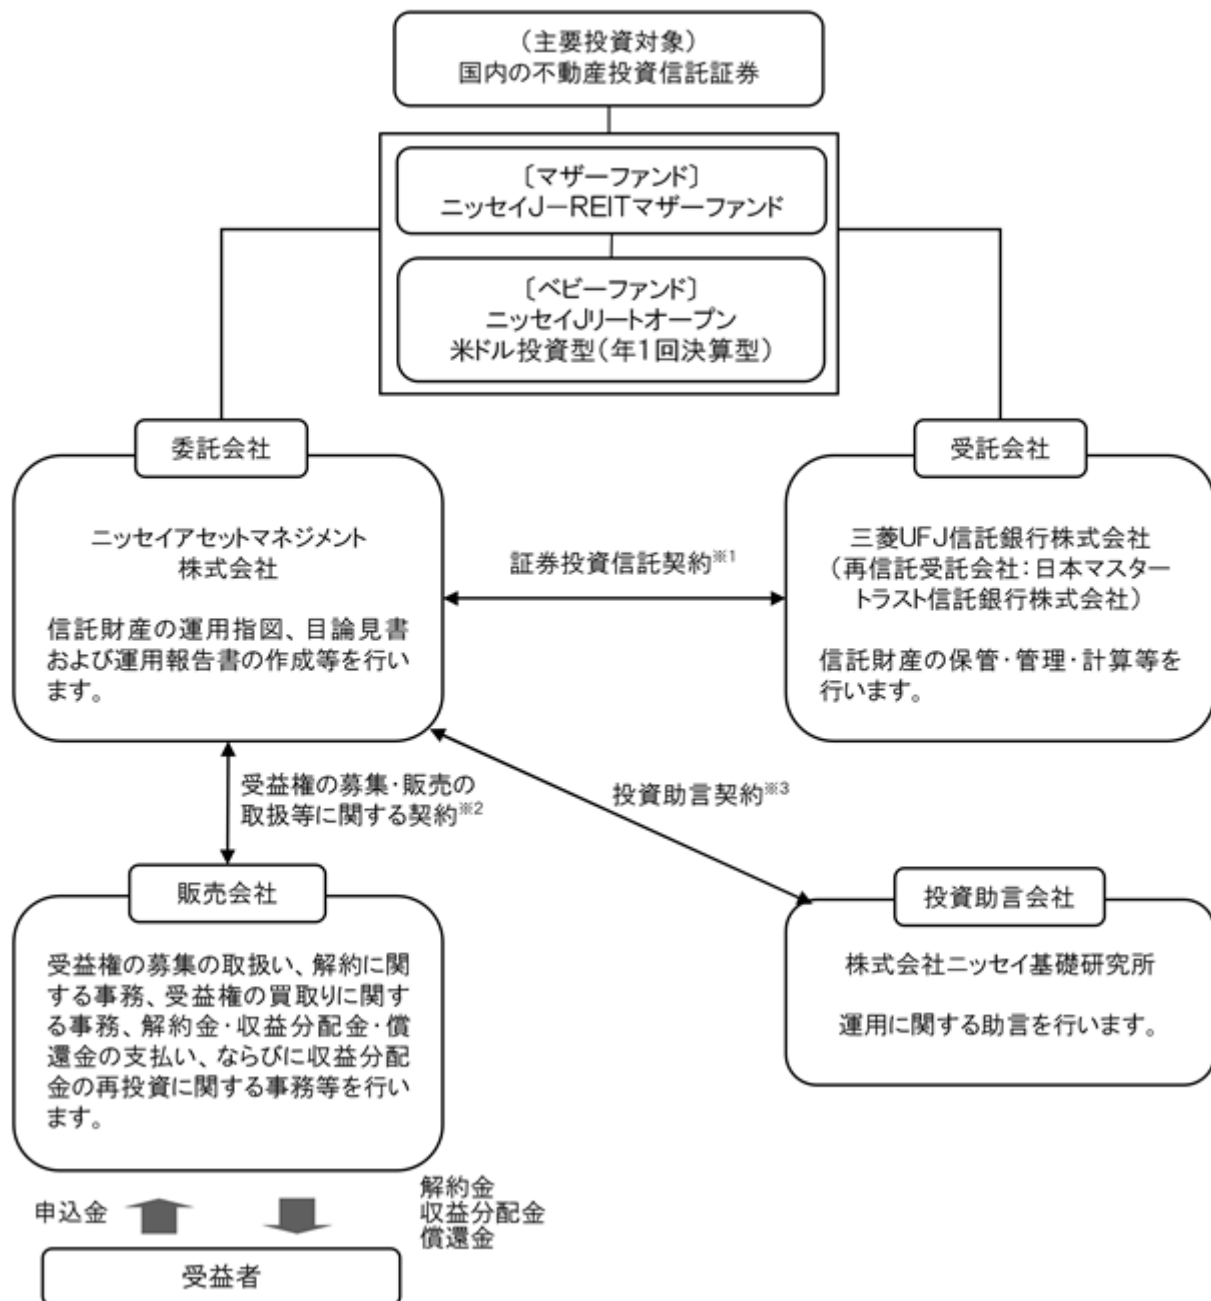 （主要投資対象）
国内の不動産投資信託証券
〔マザーファンド〕
ニッセイJ－REITマザーファンド
〔ベビーファンド〕
ニッセイJリートオープン
米ドル投資型（年1回決算型）
委託会社
ニッセイアセットマネジメント
株式会社
信託財産の運用指図、目論見書
および運用報告書の作成等を行い
ます。
証券投資信託契約※1
受託会社
三菱UFJ信託銀行株式会社
（再信託受託会社：日本マスター
トラスト信託銀行株式会社）
信託財産の保管・管理・計算等を
行います。
受益権の募集・販売の
取扱等に関する契約※2
投資助言契約※3
販売会社
受益権の募集の取扱い、解約に関
する事務、受益権の買取りに関す
る事務、解約金・収益分配金・償
還金の支払い、ならびに収益分配
金の再投資に関する事務等を行い
ます。
投資助言会社
株式会社ニッセイ基礎研究所
運用に関する助言を行います。
申込金
解約金
収益分配金
償還金
受益者